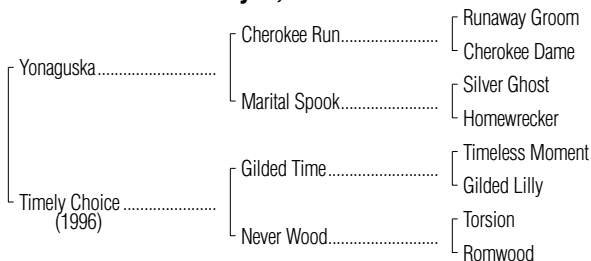 Runaway Groom
Cherokee Run......................
Cherokee Dame
Yonaguska............................
Silver Ghost
Marital Spook.......................
Homewrecker
Timeless Moment
Gilded Time..........................
Gilded Lilly
Timely Choice......................
(1996)
Torsion
Never Wood.........................
Romwood